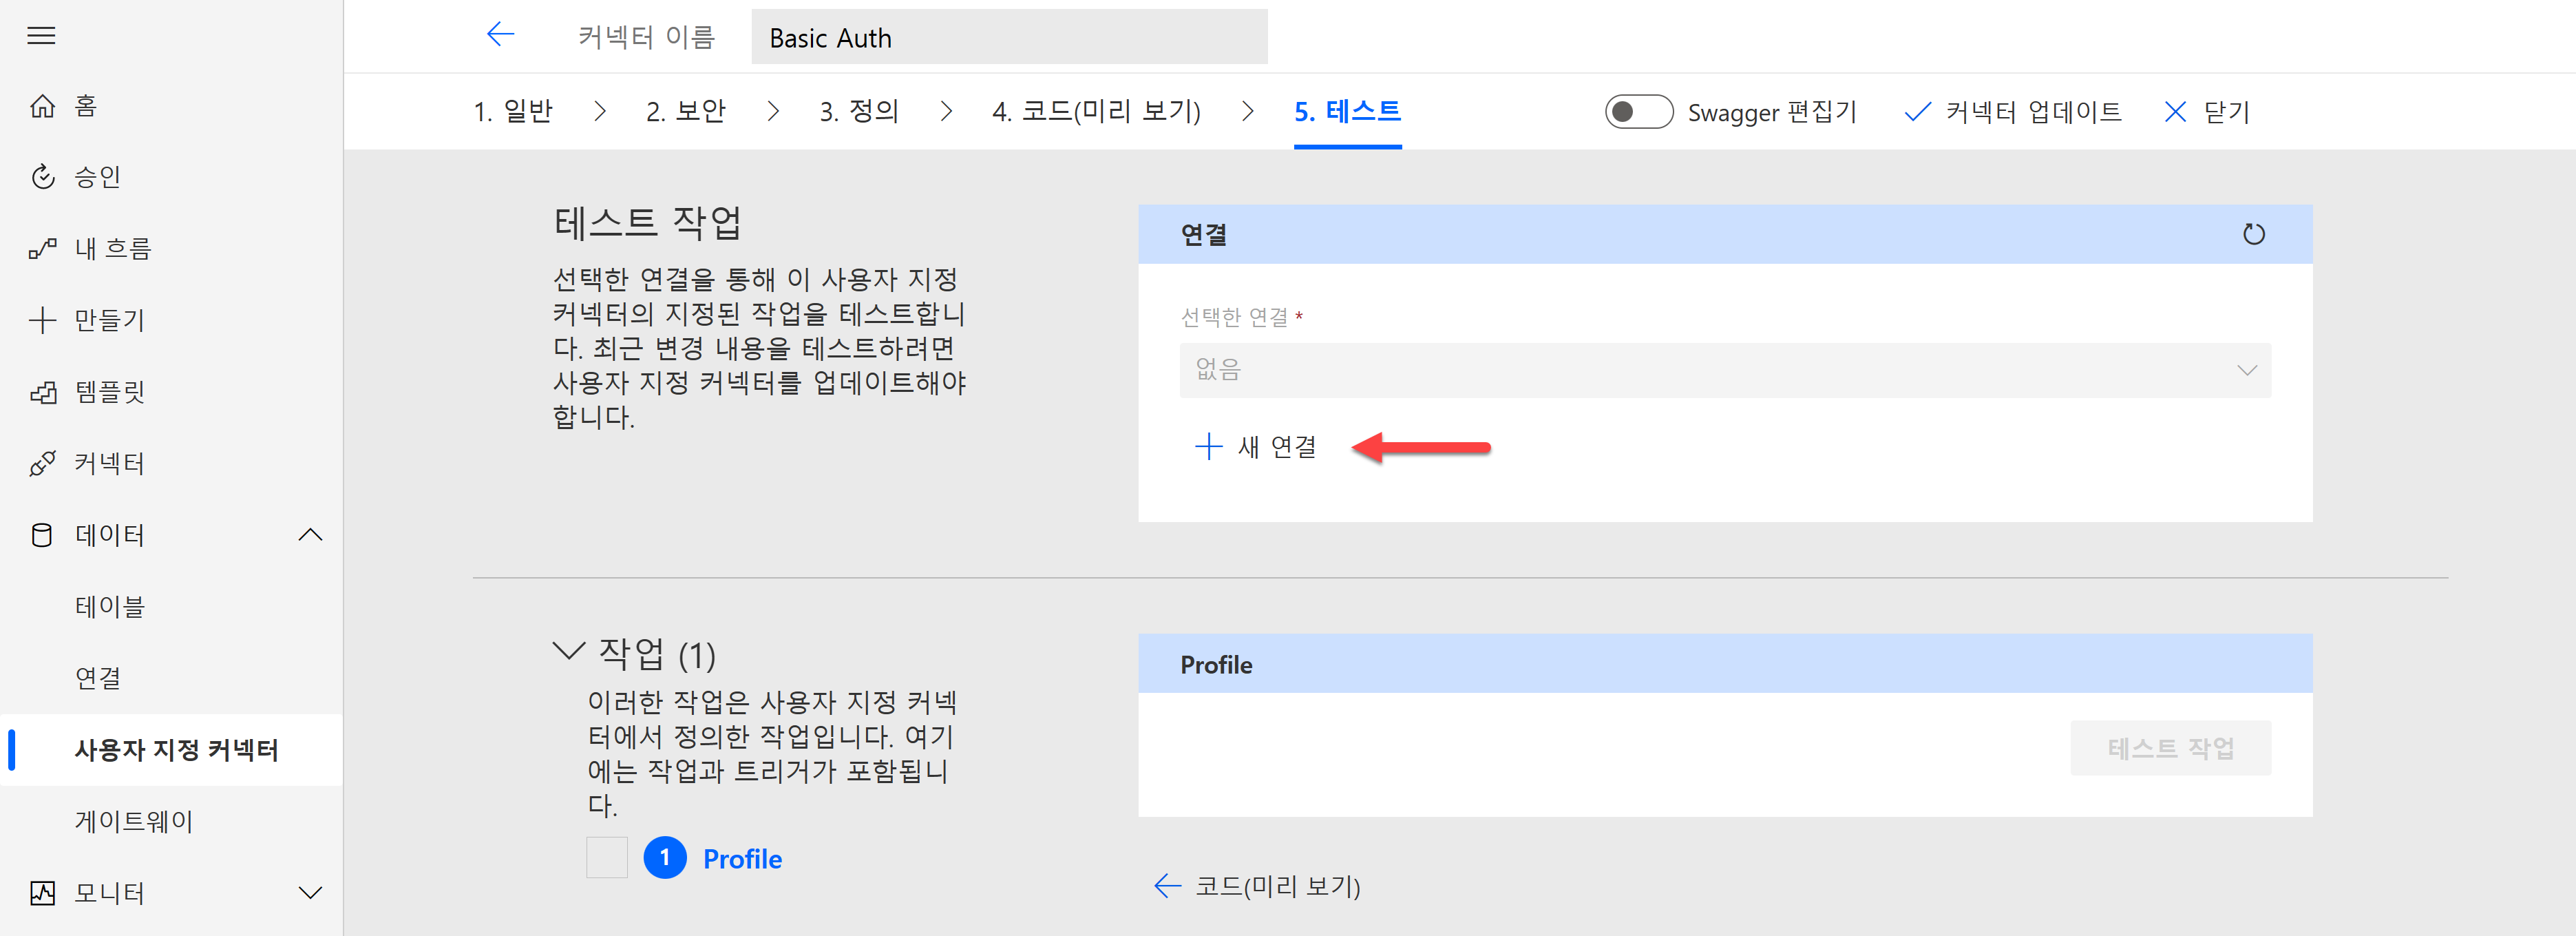 커넥터 이름
Basic Auth
1. 일반
2. 보안
3. 정의
4. 코드(미리 보기)
5. 테스트
Swagger 편집기
커넥터 업데이트
닫기
홈
승인
내 흐름
만들기
템플릿
커넥터
데이터
테이블
연결
사용자 지정 커넥터
게이트웨이
모니터
테스트 작업
선택한 연결을 통해 이 사용자 지정
커넥터의 지정된 작업을 테스트합니
다. 최근 변경 내용을 테스트하려면
사용자 지정 커넥터를 업데이트해야
합니다.
연결
선택한 연결 *
없음
새 연결
작업 (1)
이러한 작업은 사용자 지정 커넥
터에서 정의한 작업입니다. 여기
에는 작업과 트리거가 포함됩니
다.
1 Profile
Profile
테스트 작업
코드(미리 보기)